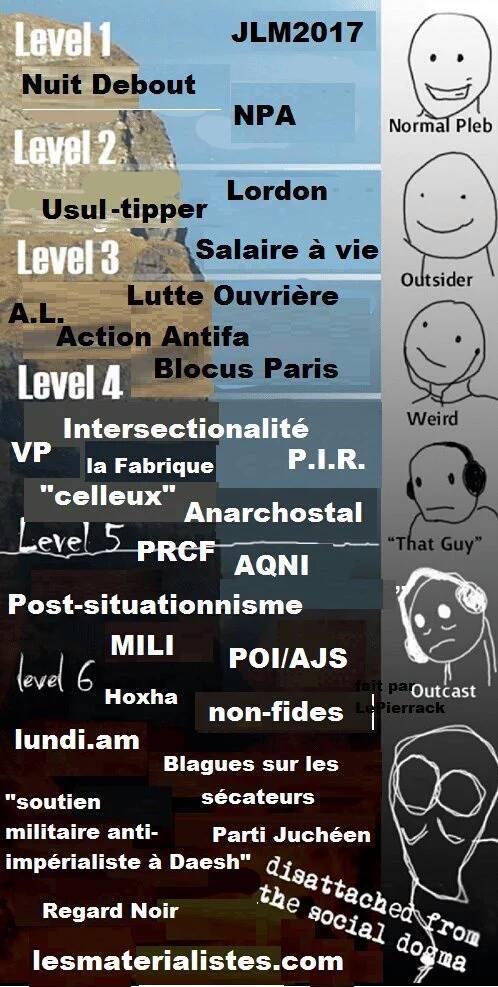 Level 1
JLM2017
Nuit Debout
NPA
Normal Pleb
Level 2
Lordon
Usul-tipper
Salaire à vie
Level 3
Outsider
Lutte Ouvrière
A.L.
Action Antifa
Blocus Paris
Level 4
Weird
Intersectionalité
VP
la Fabrique
P.I.R.
"celleux"
Anarchostal
Level 5
PRCF
"That Guy"
AQNI
Post-situationnisme
MILI
POI/AJS
level 6
Hoxha
fait par
LePierrack
Outcast
non-fides
lundi.am
Blagues sur les
sécateurs
"soutien
militaire anti-
impérialiste à Daesh"
Parti Juchéen
disattached from
the social dogma
Regard Noir
lesmaterialistes.com